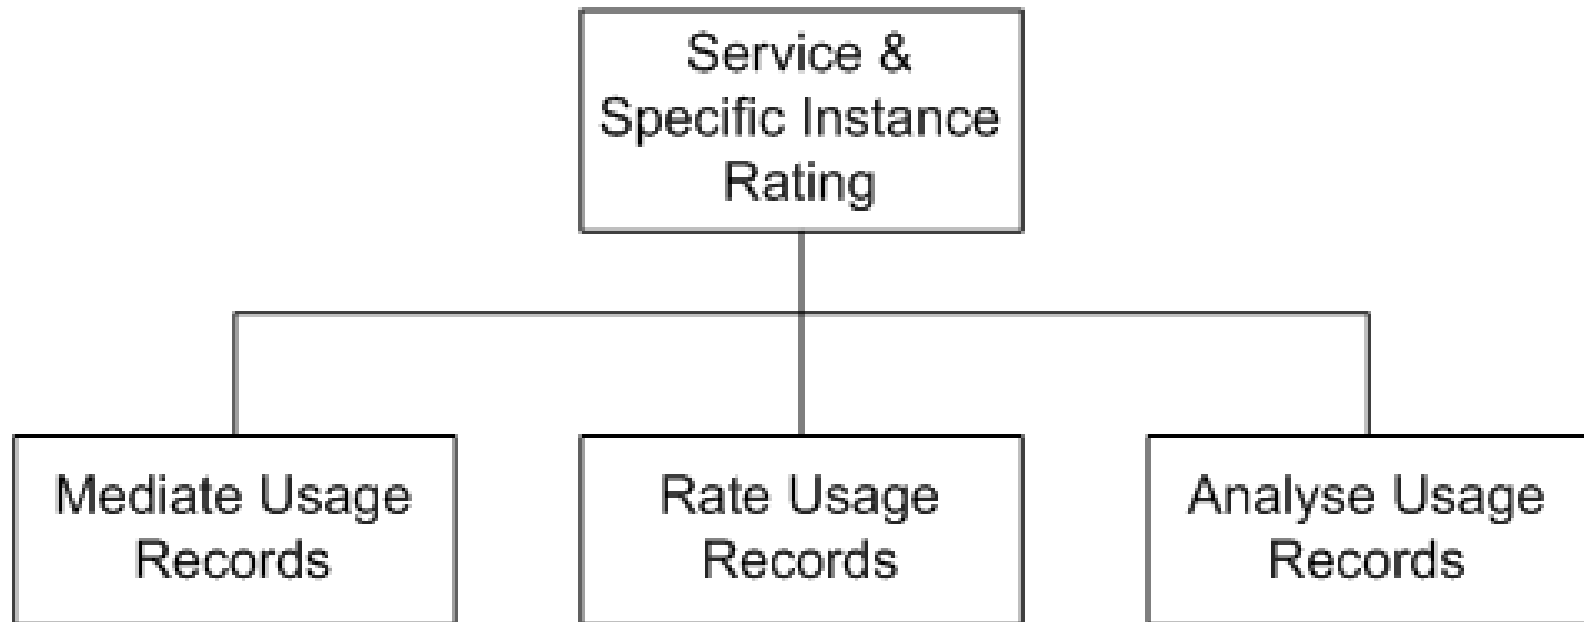 Service &
Specific Instance
Rating
Mediate Usage
Records
Rate Usage
Records
Analyse Usage
Records